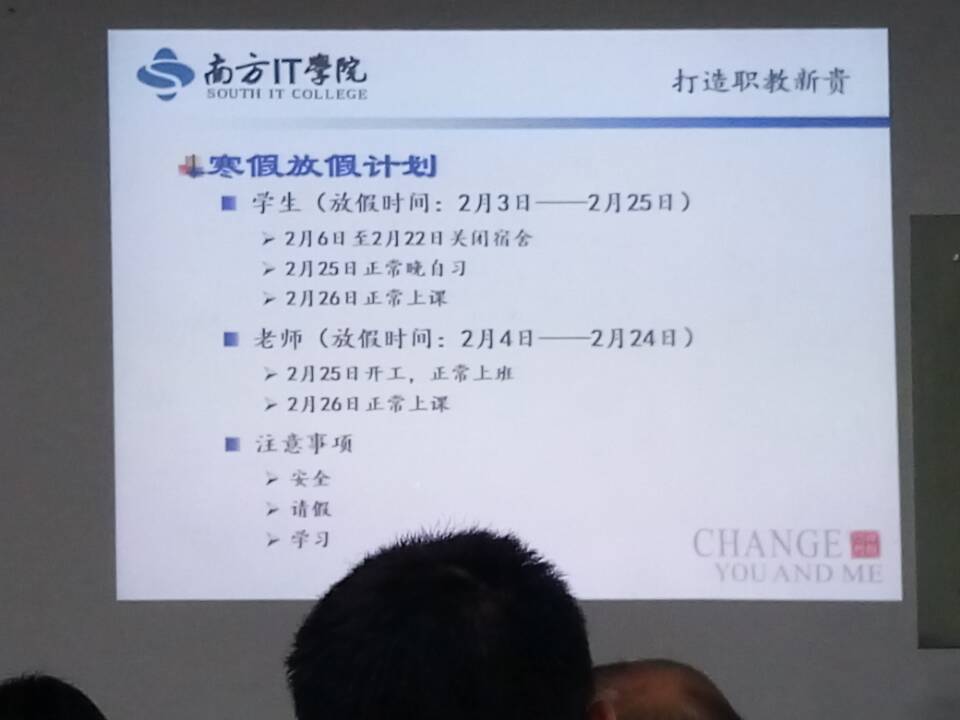 南方IT學院
SOUTH IT COLLEGE
打造职教新贵
寒假放假计划
学生（放假时间：2月3日——2月25日）
2月6日至2月22日关闭宿舍
2月25日正常晚自习
2月26日正常上课
老师（放假时间：2月4日——2月24日）
2月25日开工，正常上班
2月26日正常上课
注意事项
安全
请假
学习
CHANGE
YOU AND ME